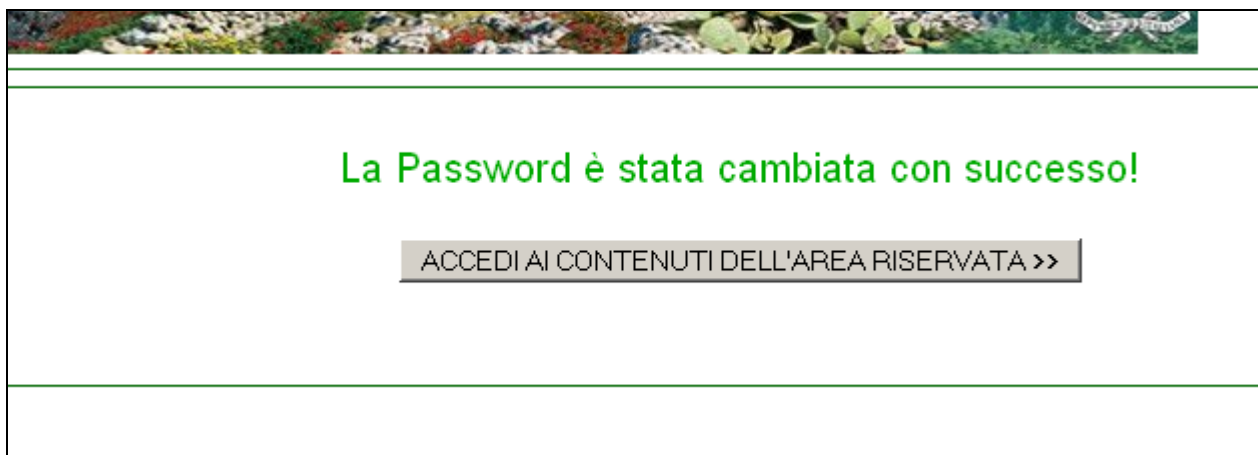 La Password è stata cambiata con successo!
ACCEDI AI CONTENUTI DELL'AREA RISERVATA >>